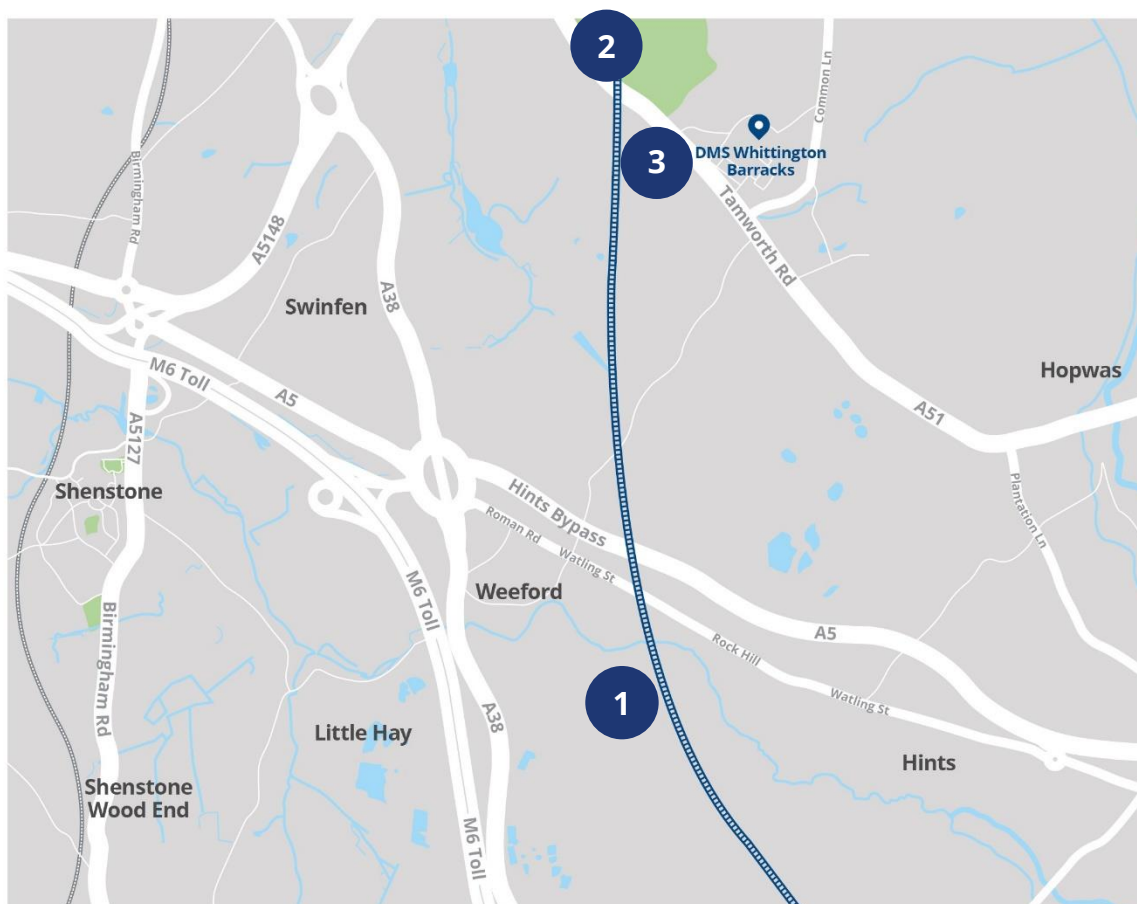 2
Common Ln
3
DMS Whittington
Barracks
Birmingham Rd
A5148
Tamworth Rd
A38
Swinfen
M6 Toll
A5
Hopwas
A51
A5127
Shenstone
Hints Bypass
Roman Rd
Watling St
Plantation Ln
Weeford
M6 Toll
Birmingham Rd
A5
Rock Hill
1
Watling St
A38
Little Hay
Hints
Shenstone
Wood End
M6 Toll